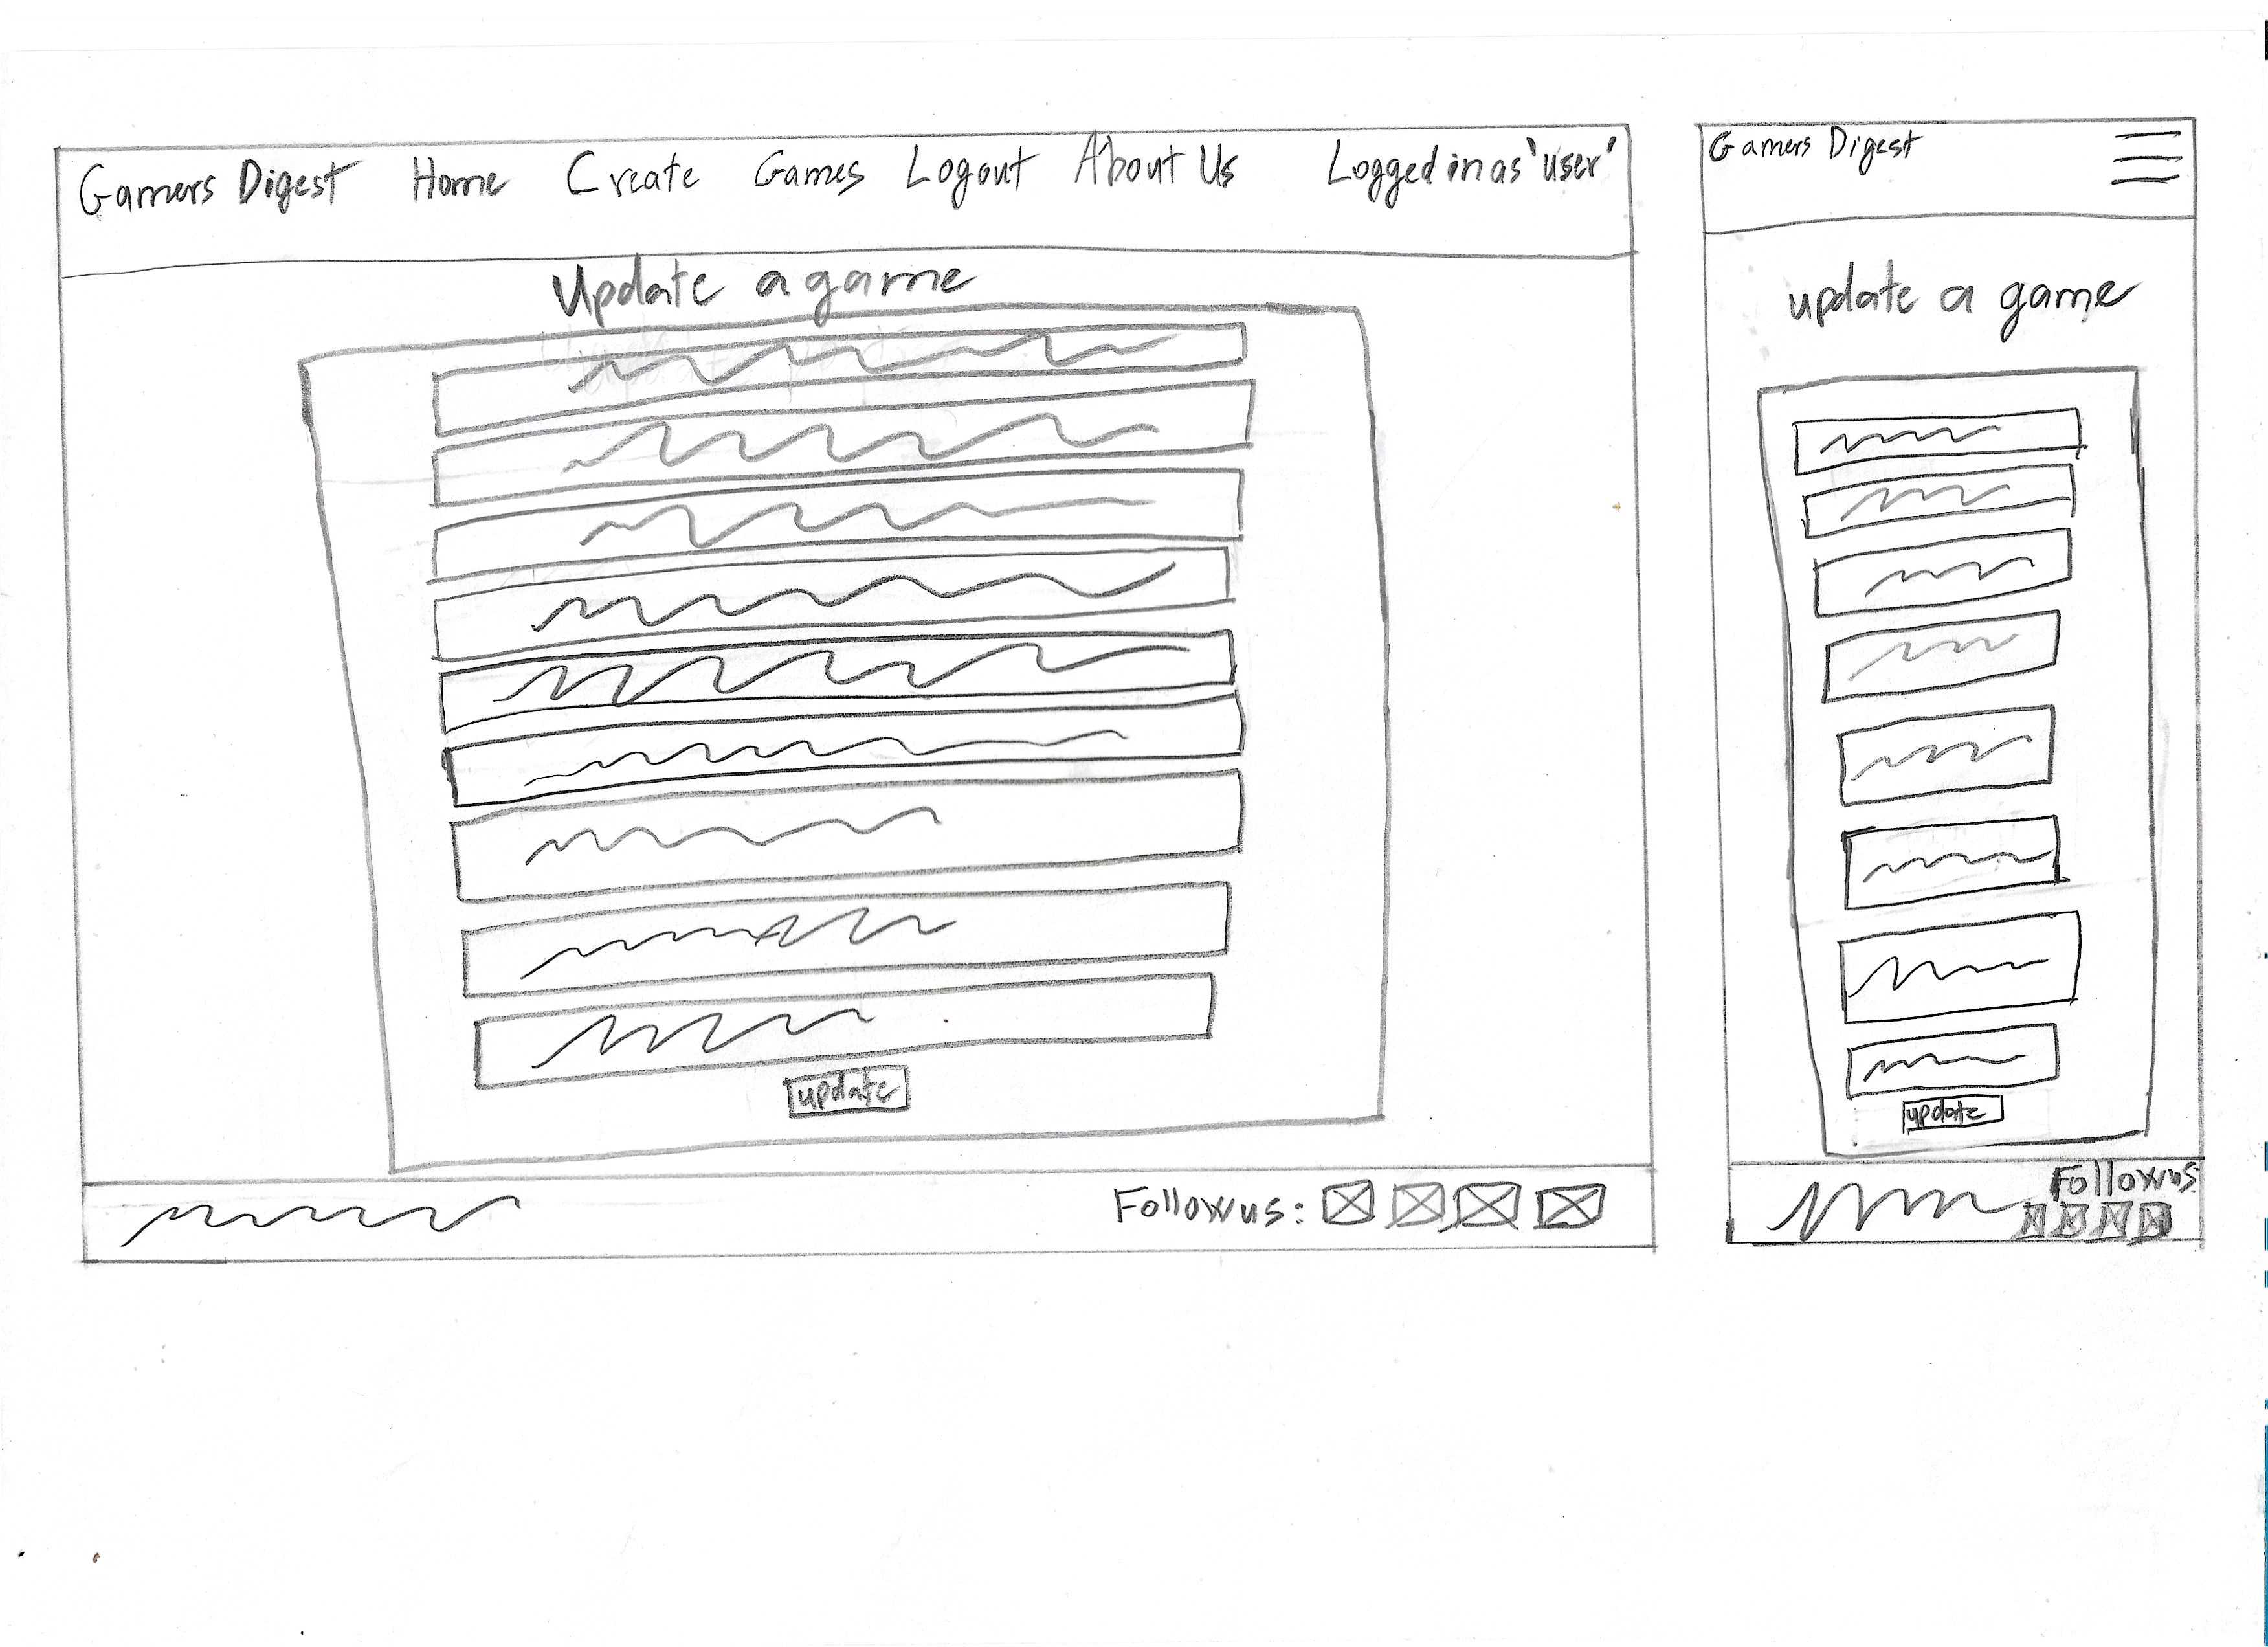 Gamers Digest Home Create Games Logout About Us Logged in as 'user'
Update a game
update
Follow us:
Gamers Digest
update a game
update
Follow us